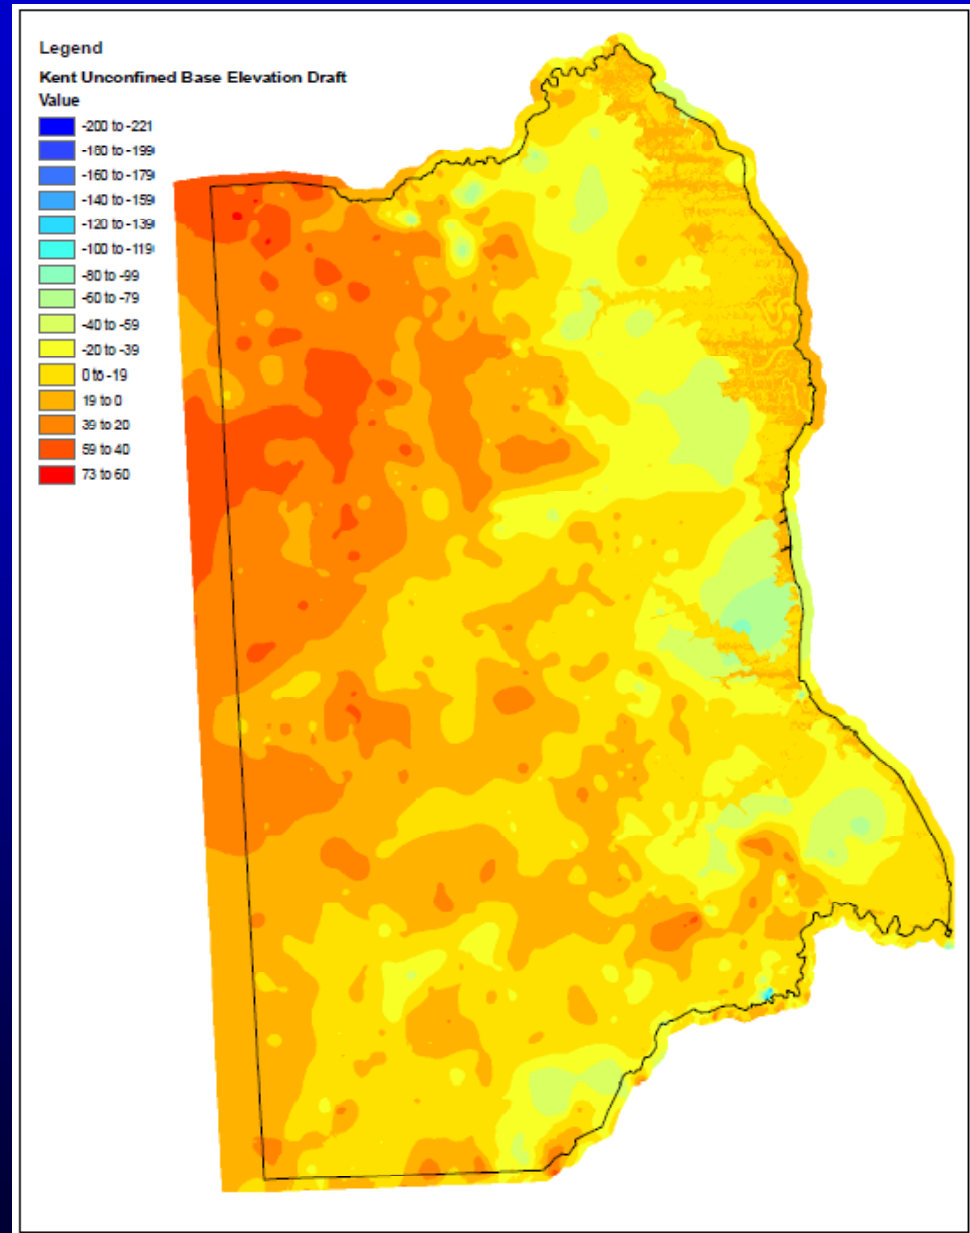 Legend
Kent Unconfined Base Elevation Draft
Value
-200 to -221
-180 to -199
-160 to -179
-140 to -159
-120 to -139
-100 to -119
-80 to -99
-60 to -79
-40 to -59
-20 to -39
0 to -19
19 to 0
39 to 20
59 to 40
73 to 60